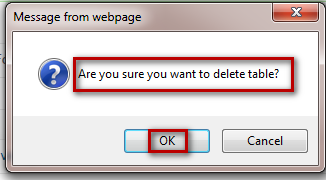 Message from webpage
Are you sure you want to delete table?
OK
Cancel